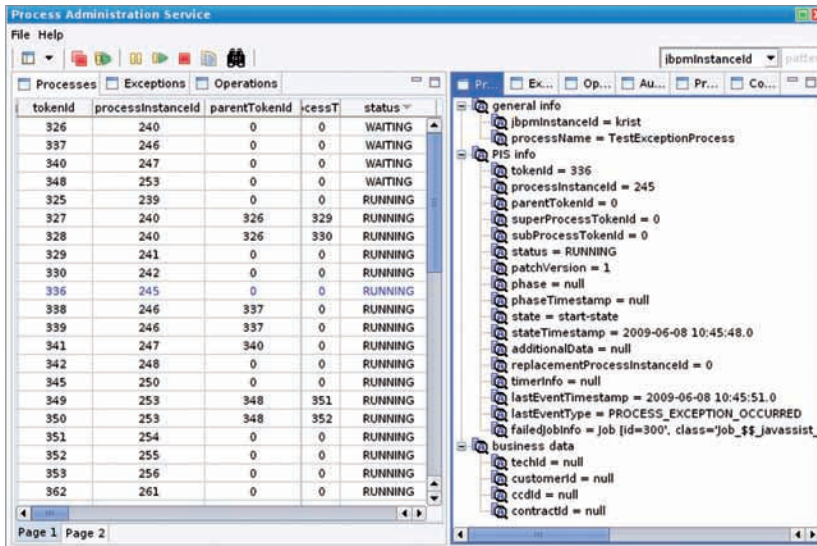 Process Administration Service
File Help
jbpmInstanceId
Processes Exceptions Operations
tokenId processInstanceId parentTokenId cessT status
326 240 0 0 WAITING
337 246 0 0 WAITING
340 247 0 0 WAITING
348 253 0 0 WAITING
325 239 0 0 RUNNING
327 240 326 329 RUNNING
328 240 326 330 RUNNING
329 241 0 0 RUNNING
330 242 0 0 RUNNING
336 245 0 0 RUNNING
338 246 337 0 RUNNING
339 246 337 0 RUNNING
341 247 340 0 RUNNING
342 248 0 0 RUNNING
345 250 0 0 RUNNING
349 253 348 351 RUNNING
350 253 348 352 RUNNING
351 254 0 0 RUNNING
352 255 0 0 RUNNING
353 256 0 0 RUNNING
362 261 0 0 RUNNING
Page 1 Page 2
Pr... Ex... Op... Au... Pr... Co...
general info
jbpmInstanceId = krist
processName = TestExceptionProcess
PIS info
tokenId = 336
processInstanceId = 245
parentTokenId = 0
superProcessTokenId = 0
subProcessTokenId = 0
status = RUNNING
patchVersion = 1
phase = null
phaseTimestamp = null
state = start-state
stateTimestamp = 2009-06-08 10:45:48.0
additionalData = null
replacementProcessInstanceId = 0
timerInfo = null
lastEventTimestamp = 2009-06-08 10:45:51.0
lastEventType = PROCESS_EXCEPTION_OCCURRED
failedJobInfo = Job [id=300', class='Job_$$_javassist_
business data
techId = null
customerId = null
ccdId = null
contractId = null